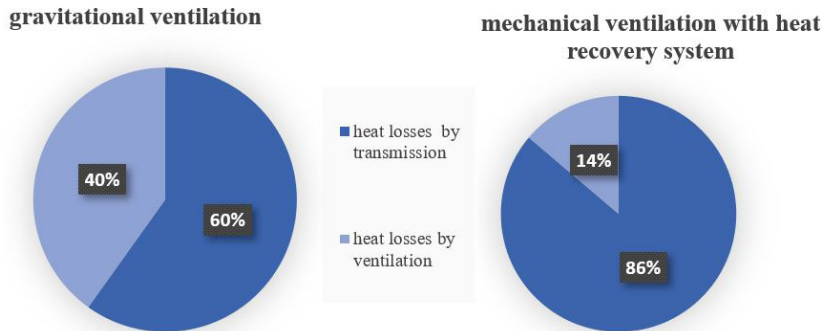 gravitational ventilation
mechanical ventilation with heat
recovery system
40%
60%
heat losses by
transmission
heat losses by
ventilation
14%
86%